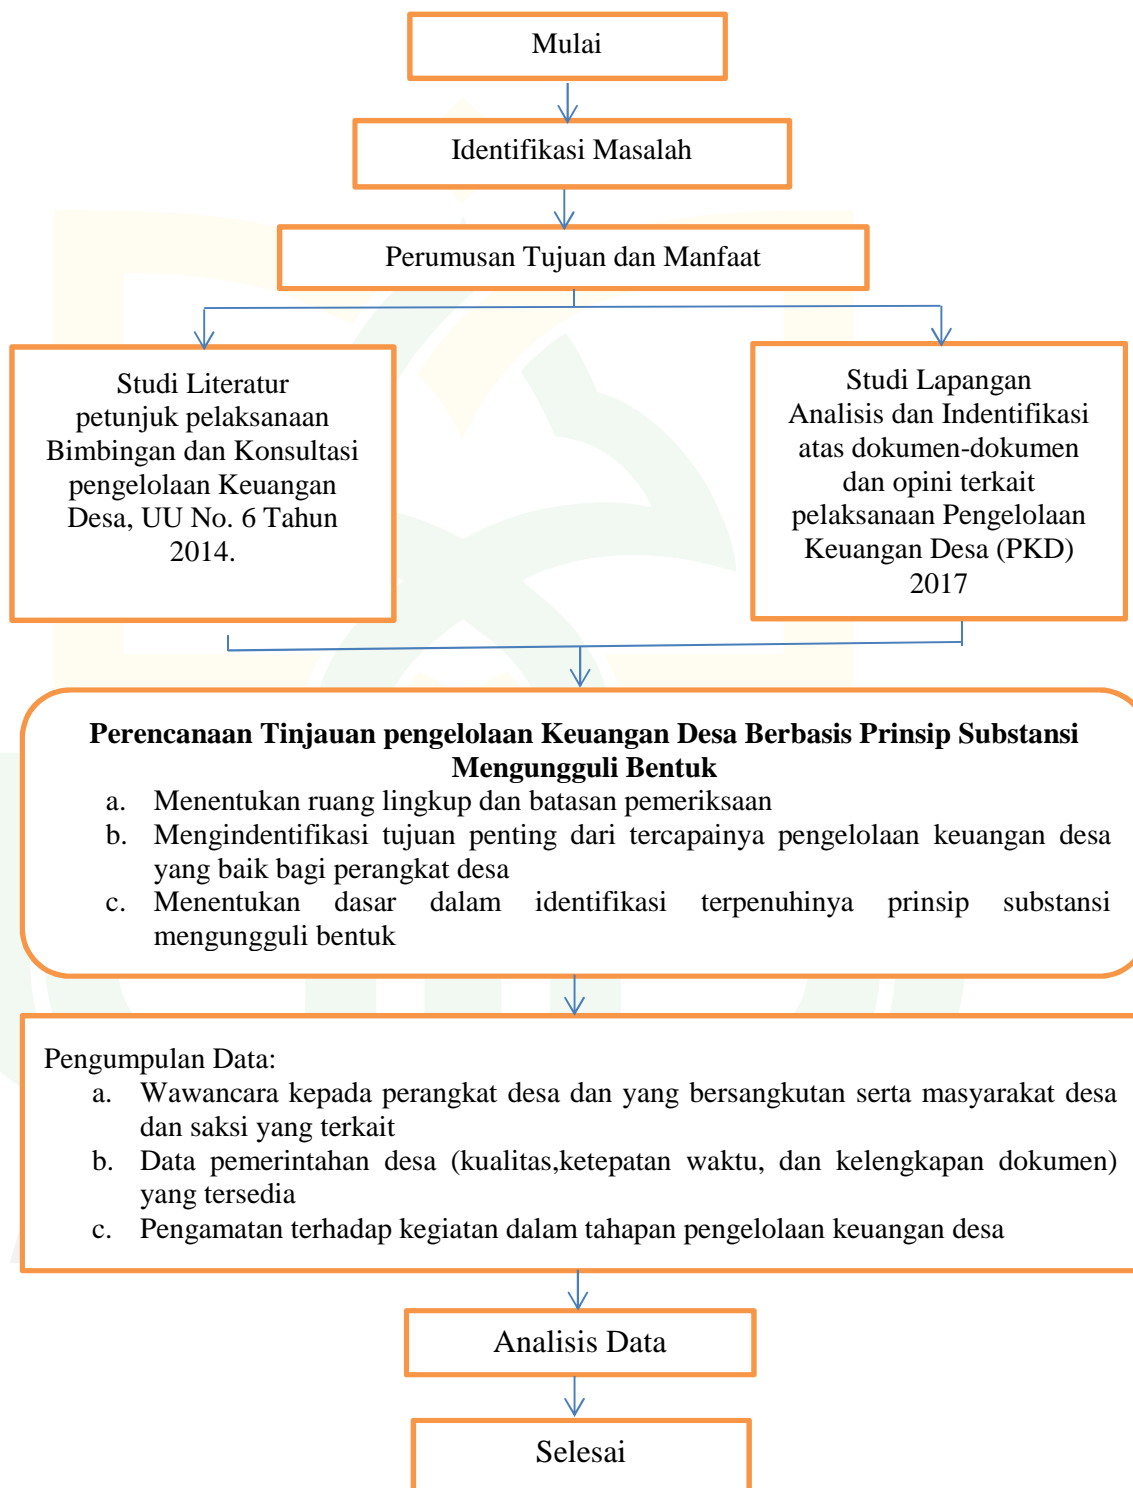 Mulai
Identifikasi Masalah
Perumusan Tujuan dan Manfaat
Studi Literatur
petunjuk pelaksanaan
Bimbingan dan Konsultasi
pengelolaan Keuangan
Desa, UU No. 6 Tahun
2014.
Studi Lapangan
Analisis dan Indentifikasi
atas dokumen-dokumen
dan opini terkait
pelaksanaan Pengelolaan
Keuangan Desa (PKD)
2017
Perencanaan Tinjauan pengelolaan Keuangan Desa Berbasis Prinsip Substansi
Mengungguli Bentuk
a. Menentukan ruang lingkup dan batasan pemeriksaan
b. Mengindentifikasi tujuan penting dari tercapainya pengelolaan keuangan desa
yang baik bagi perangkat desa
c. Menentukan dasar dalam identifikasi terpenuhinya prinsip substansi
mengungguli bentuk
Pengumpulan Data:
a. Wawancara kepada perangkat desa dan yang bersangkutan serta masyarakat desa
dan saksi yang terkait
b. Data pemerintahan desa (kualitas,ketepatan waktu, dan kelengkapan dokumen)
yang tersedia
c. Pengamatan terhadap kegiatan dalam tahapan pengelolaan keuangan desa
Analisis Data
Selesai